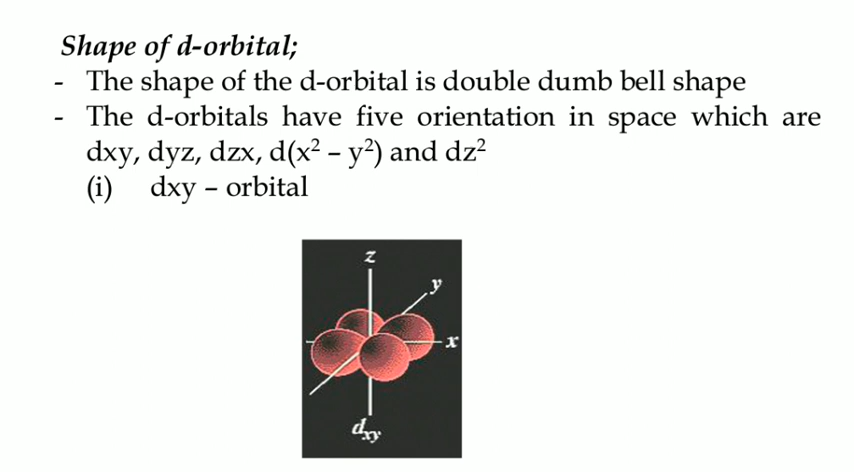 Shape of d-orbital;
- The shape of the d-orbital is double dumb bell shape
- The d-orbitals have five orientation in space which are
dxy, dyz, dzx, d(x² – y²) and dz²
(i) dxy – orbital
z
y
x
dxy